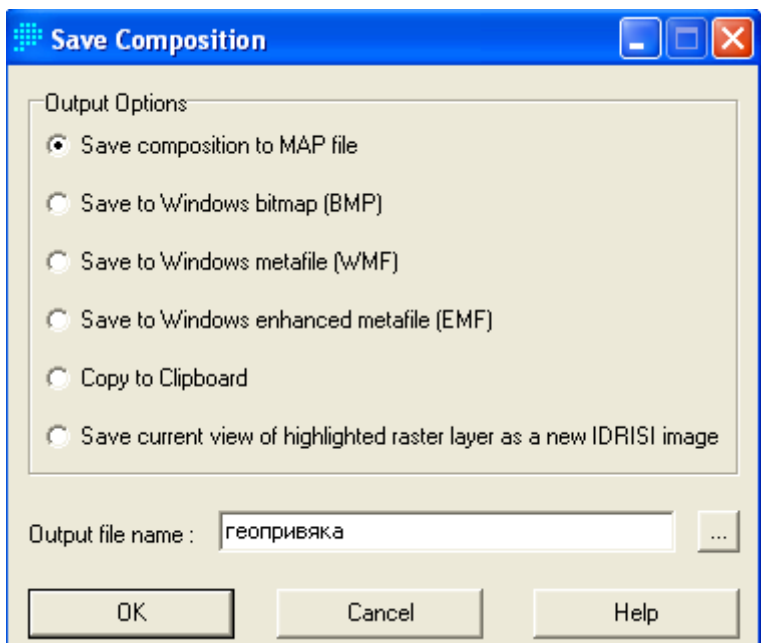 Save Composition
Output Options
Save composition to MAP file
Save to Windows bitmap (BMP)
Save to Windows metafile (WMF)
Save to Windows enhanced metafile (EMF)
Copy to Clipboard
Save current view of highlighted raster layer as a new IDRISI image
Output file name : геопривяка ...
OK Cancel Help